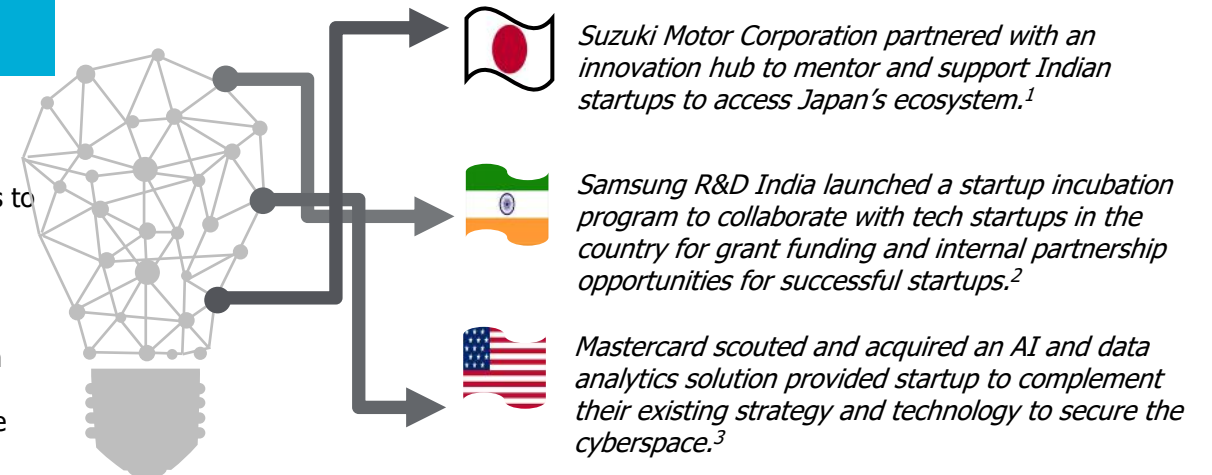 Suzuki Motor Corporation partnered with an
innovation hub to mentor and support Indian
startups to access Japan's ecosystem.1
s to
Samsung R&D India launched a startup incubation
program to collaborate with tech startups in the
country for grant funding and internal partnership
opportunities for successful startups.2
Mastercard scouted and acquired an AI and data
analytics solution provided startup to complement
their existing strategy and technology to secure the
cyberspace.3
e